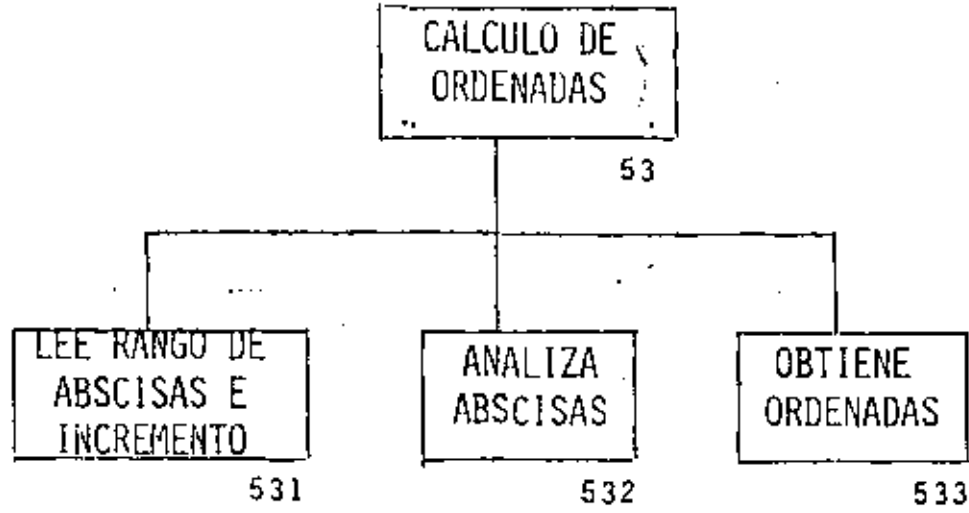 CALCULO DE
ORDENADAS
53
LEE RANGO DE
ABSCISAS E
INCREMENTO
531
ANALIZA
ABSCISAS
532
OBTIENE
ORDENADAS
533